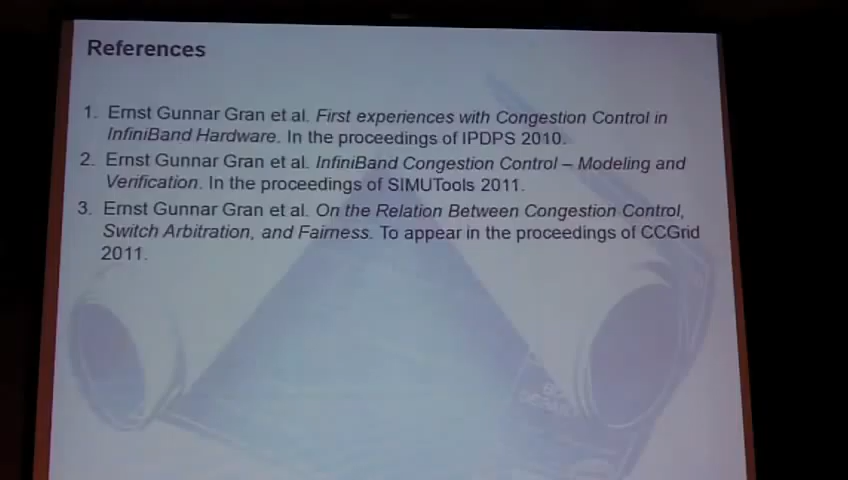 References
1. Ernst Gunnar Gran et al. First experiences with Congestion Control in
InfiniBand Hardware. In the proceedings of IPDPS 2010.
2. Ernst Gunnar Gran et al. InfiniBand Congestion Control – Modeling and
Verification. In the proceedings of SIMUTools 2011.
3. Ernst Gunnar Gran et al. On the Relation Between Congestion Control,
Switch Arbitration, and Fairness. To appear in the proceedings of CCGrid
2011.